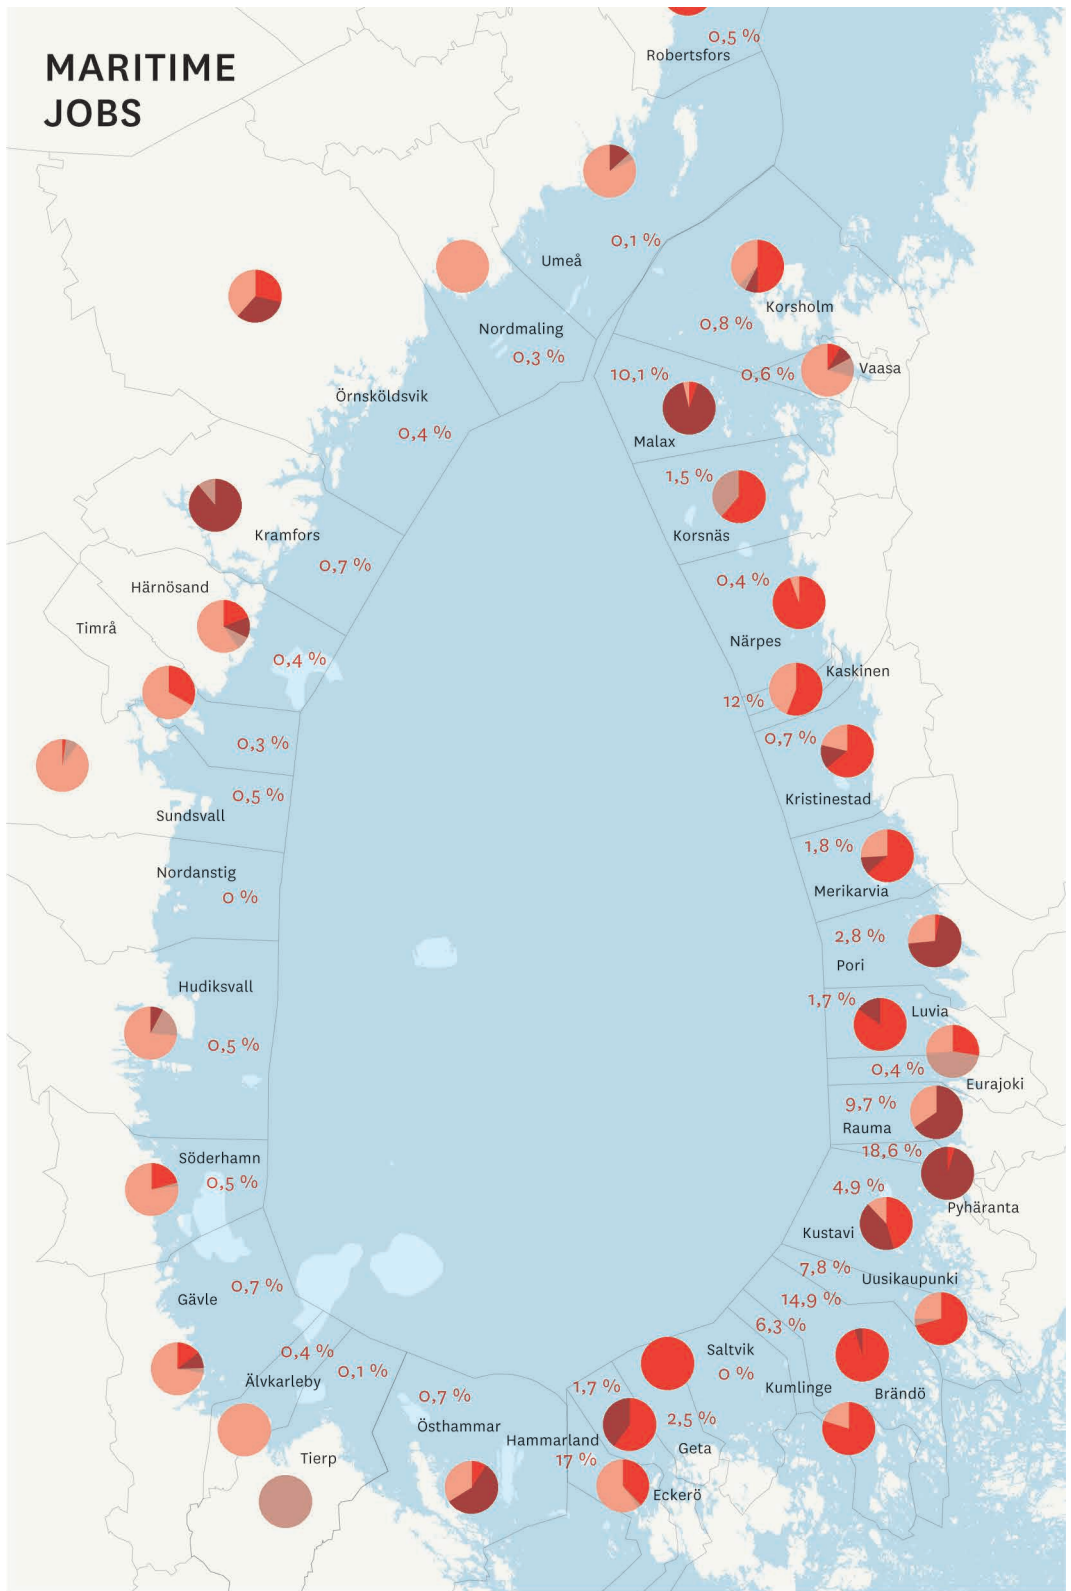 MARITIME
JOBS
0,5 %
Robertsfors
0,1 %
Umeå
Korsholm
0,8 %
Nordmaling
0,3 %
Vaasa
10,1 %
0,6 %
Örnsköldsvik
0,4 %
Malax
1,5 %
Korsnäs
Kramfors
0,7 %
0,4 %
Härnösand
Timrå
Närpes
0,4 %
Kaskinen
12 %
0,3 %
0,7 %
0,5 %
Kristinestad
Sundsvall
1,8 %
Nordanstig
0 %
Merikarvia
2,8 %
Pori
Hudiksvall
1,7 %
Luvia
0,5 %
0,4 %
Eurajoki
9,7 %
Rauma
18,6 %
Söderhamn
0,5 %
4,9 %
Pyhäranta
Kustavi
7,8 %
Uusikaupunki
0,7 %
Gävle
14,9 %
6,3 %
0,4 %
Saltvik
0 %
0,1 %
Älvkarleby
Kumlinge
Brändö
0,7 %
1,7 %
Östhammar
2,5 %
Hammarland
Geta
17 %
Tierp
Eckerö